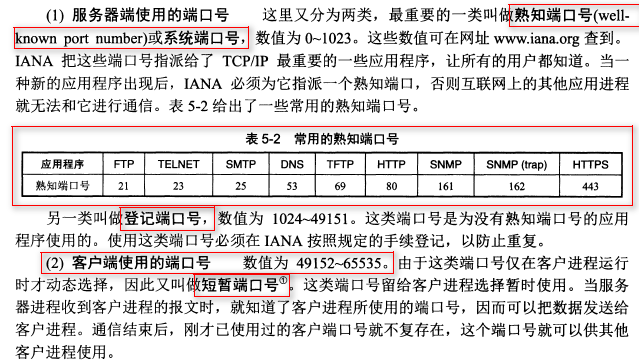 (1) 服务器端使用的端口号 这里又分为两类，最重要的一类叫做熟知端口号(well-
known port number)或系统端口号，数值为 0~1023。这些数值可在网址 www.iana.org 查到。
IANA 把这些端口号指派给了 TCP/IP 最重要的一些应用程序，让所有的用户都知道。当一
种新的应用程序出现后，IANA 必须为它指派一个熟知端口，否则互联网上的其他应用进程
就无法和它进行通信。表 5-2 给出了一些常用的熟知端口号。
表 5-2 常用的熟知端口号
应用程序 FTP TELNET SMTP DNS TFTP HTTP SNMP SNMP (trap) HTTPS
熟知端口号 21 23 25 53 69 80 161 162 443
另一类叫做登记端口号，数值为 1024~49151。这类端口号是为没有熟知端口号的应用
程序使用的。使用这类端口号必须在 IANA 按照规定的手续登记，以防止重复。
(2) 客户端使用的端口号 数值为 49152~65535。由于这类端口号仅在客户进程运行
时才动态选择，因此又叫做短暂端口号①。这类端口号留给客户进程选择暂时使用。当服务
器进程收到客户进程的报文时，就知道了客户进程所使用的端口号，因而可以把数据发送给
客户进程。通信结束后，刚才已使用过的客户端口号就不复存在，这个端口号就可以供其他
客户进程使用。